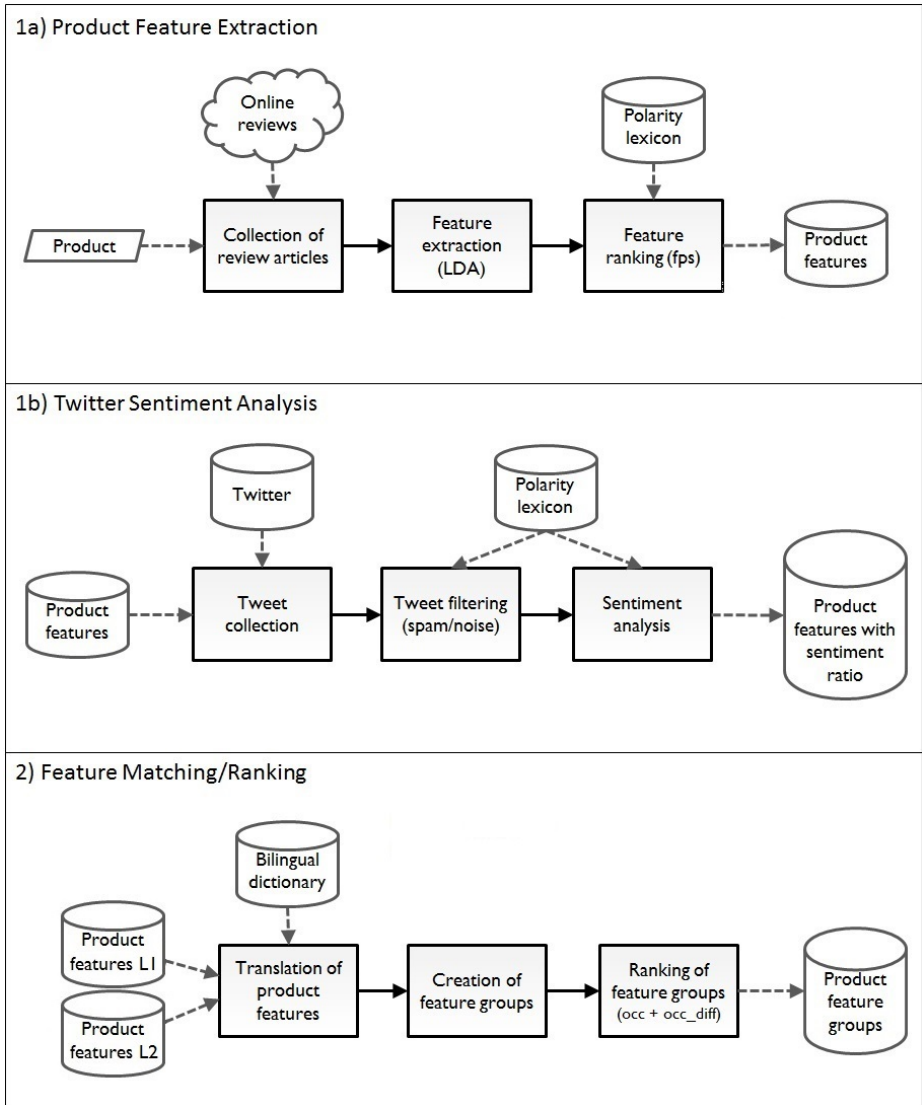 1a) Product Feature Extraction
Online
reviews
Polarity
lexicon
Product
Collection of
review articles
Feature
extraction
(LDA)
Feature
ranking (fps)
Product
features
1b) Twitter Sentiment Analysis
Twitter
Polarity
lexicon
Product
features
Tweet
collection
Tweet filtering
(spam/noise)
Sentiment
analysis
Product
features with
sentiment
ratio
2) Feature Matching/Ranking
Bilingual
dictionary
Product
features L1
Product
features L2
Translation of
product
features
Creation of
feature groups
Ranking of
feature groups
(occ + occ_diff)
Product
feature
groups